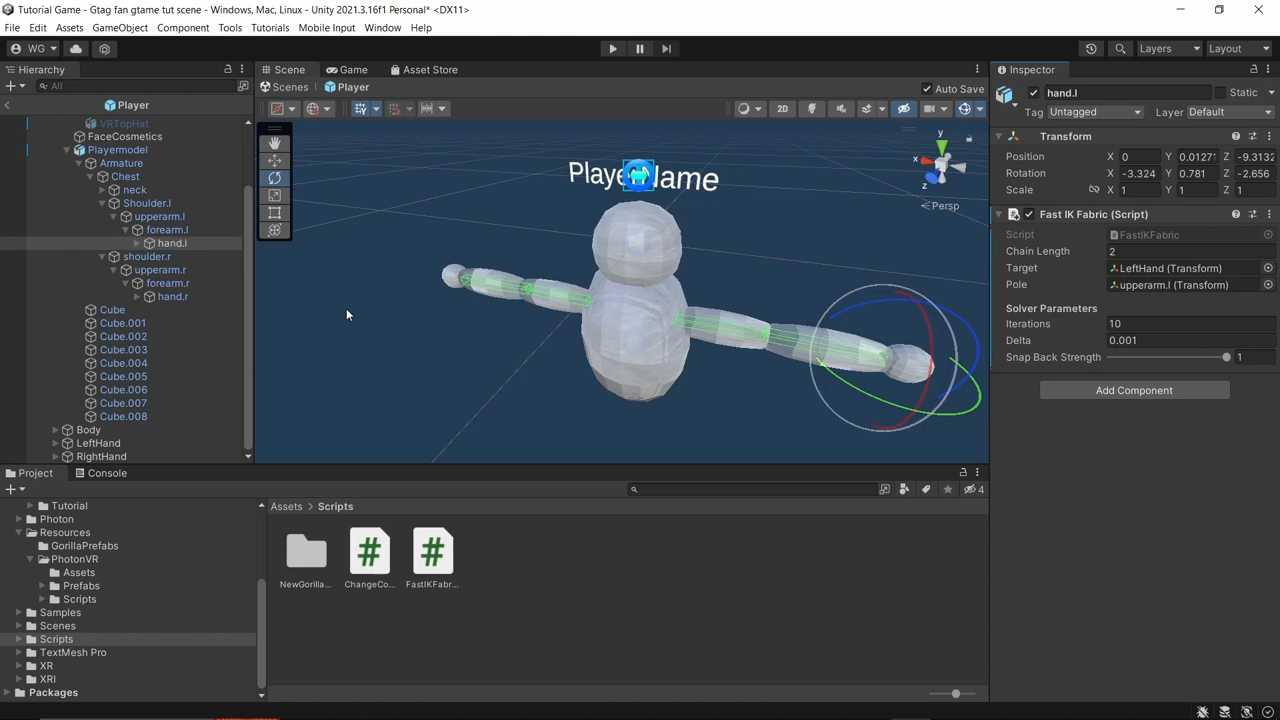 Tutorial Game - Gtag fan gtame tut scene - Windows, Mac, Linux - Unity 2021.3.16f1 Personal* <DX11>
File Edit Assets GameObject Component Tools Tutorials Mobile Input Window Help
WG Layers Layout
Hierarchy
All
Player
VRTopHat
FaceCosmetics
Playermodel
Armature
Chest
neck
Shoulder.l
upperarm.l
forearm.l
hand.l
shoulder.r
upperarm.r
forearm.r
hand.r
Cube
Cube.001
Cube.002
Cube.003
Cube.004
Cube.005
Cube.006
Cube.007
Cube.008
Body
LeftHand
RightHand
Scene Game Asset Store
Scenes Player Auto Save
2D
y
x
z
Persp
Inspector
hand.l Static
Tag Untagged Layer Default
Transform
Position X 0 Y 0.0127 Z -9.3132
Rotation X -3.324 Y 0.781 Z -2.656
Scale X 1 Y 1 Z 1
Fast IK Fabric (Script)
Script FastIKFabric
Chain Length 2
Target LeftHand (Transform)
Pole upperarm.l (Transform)
Solver Parameters
Iterations 10
Delta 0.001
Snap Back Strength 1
Add Component
Project Console
4
Tutorial
Photon
Resources
GorillaPrefabs
PhotonVR
Assets
Prefabs
Scripts
Samples
Scenes
Scripts
TextMesh Pro
XR
XRI
Packages
Assets > Scripts
NewGorilla... ChangeCo... FastIKFabr...